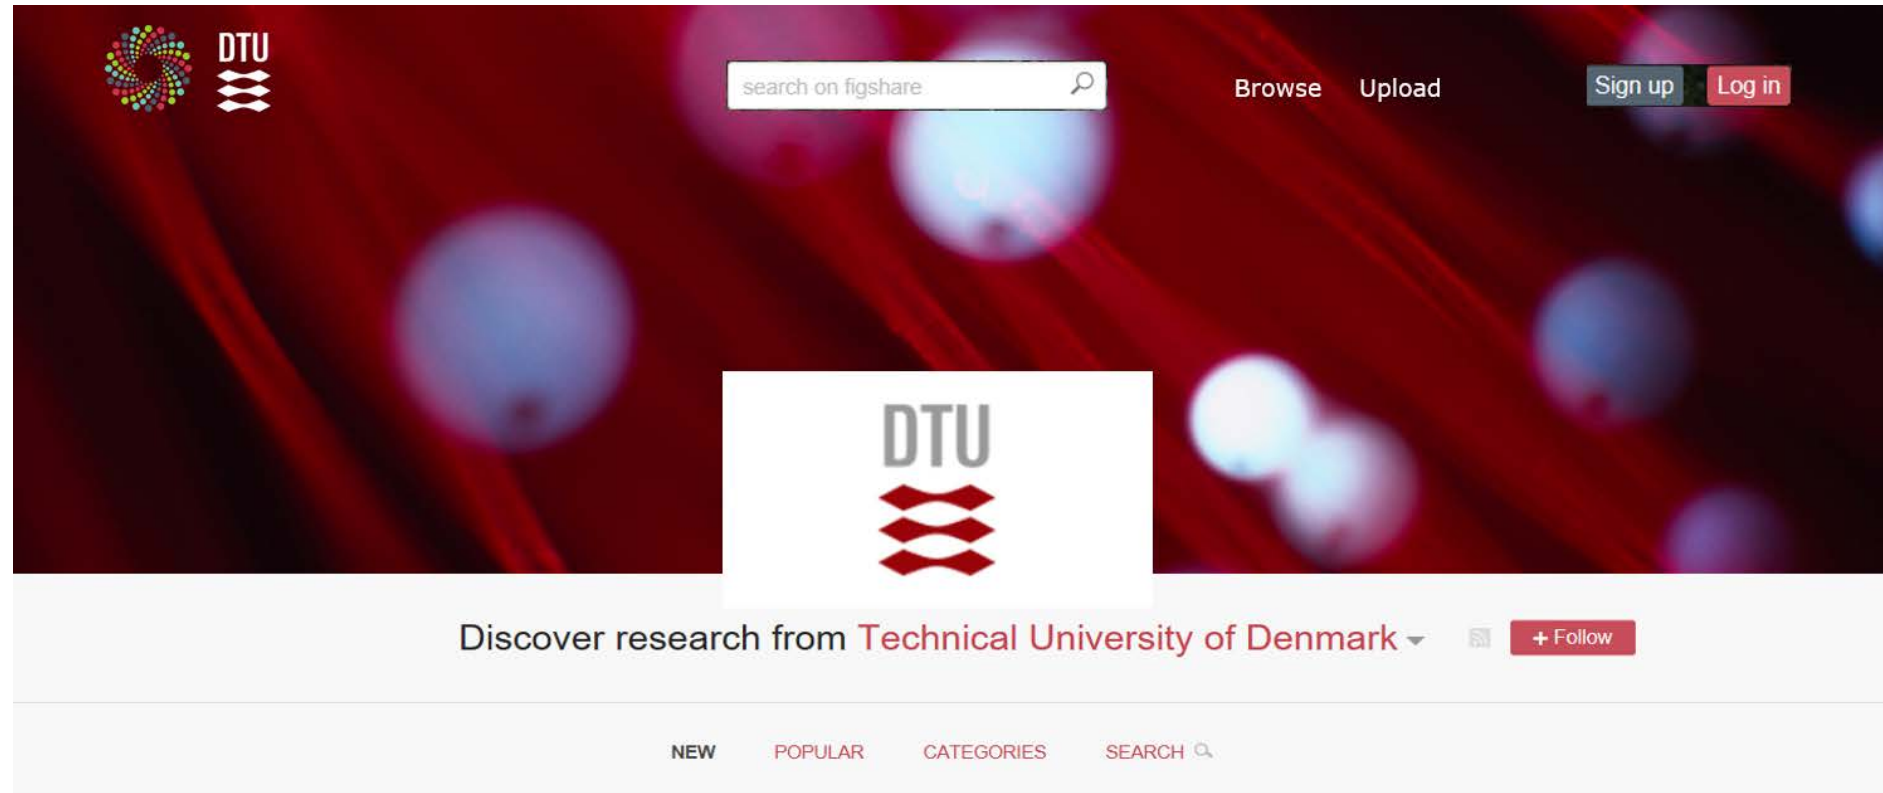 DTU
search on figshare
Browse Upload
Sign up Log in
DTU
Discover research from Technical University of Denmark
+ Follow
NEW POPULAR CATEGORIES SEARCH